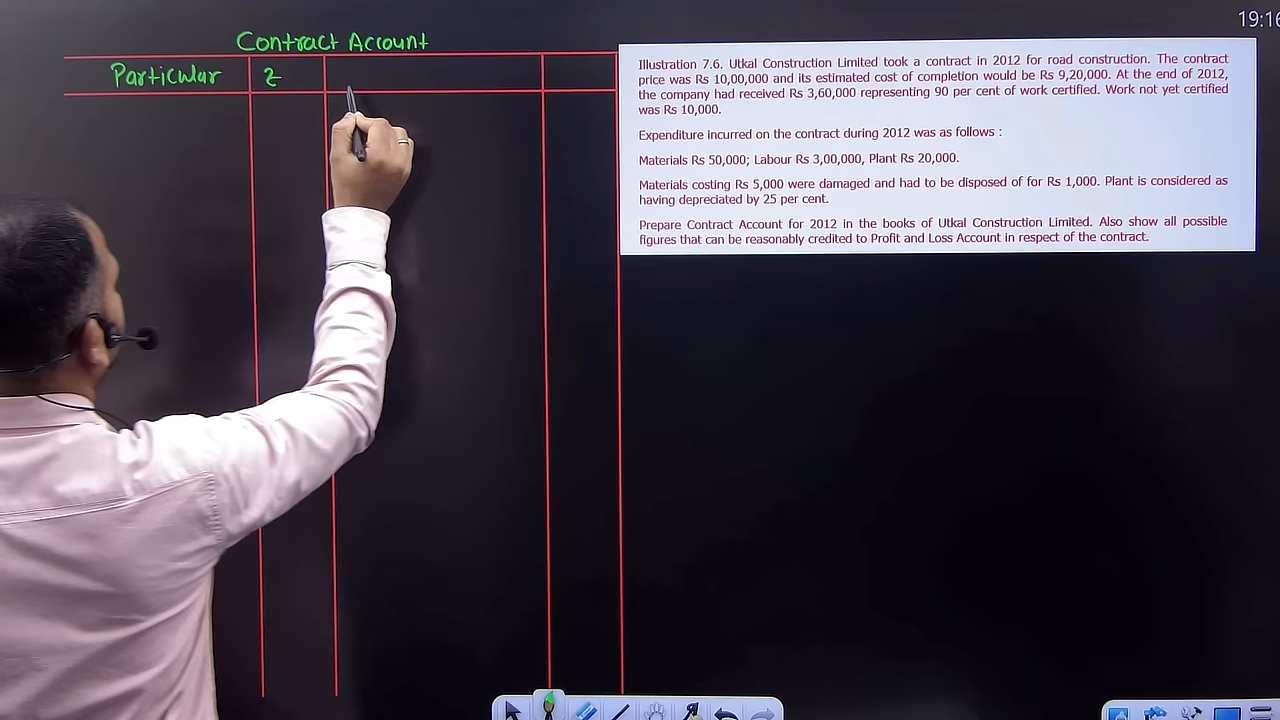 19:16
Contract Account
Particular ₹
Illustration 7.6. Utkal Construction Limited took a contract in 2012 for road construction. The contract
price was Rs 10,00,000 and its estimated cost of completion would be Rs 9,20,000. At the end of 2012,
the company had received Rs 3,60,000 representing 90 per cent of work certified. Work not yet certified
was Rs 10,000.
Expenditure incurred on the contract during 2012 was as follows :
Materials Rs 50,000; Labour Rs 3,00,000, Plant Rs 20,000.
Materials costing Rs 5,000 were damaged and had to be disposed of for Rs 1,000. Plant is considered as
having depreciated by 25 per cent.
Prepare Contract Account for 2012 in the books of Utkal Construction Limited. Also show all possible
figures that can be reasonably credited to Profit and Loss Account in respect of the contract.